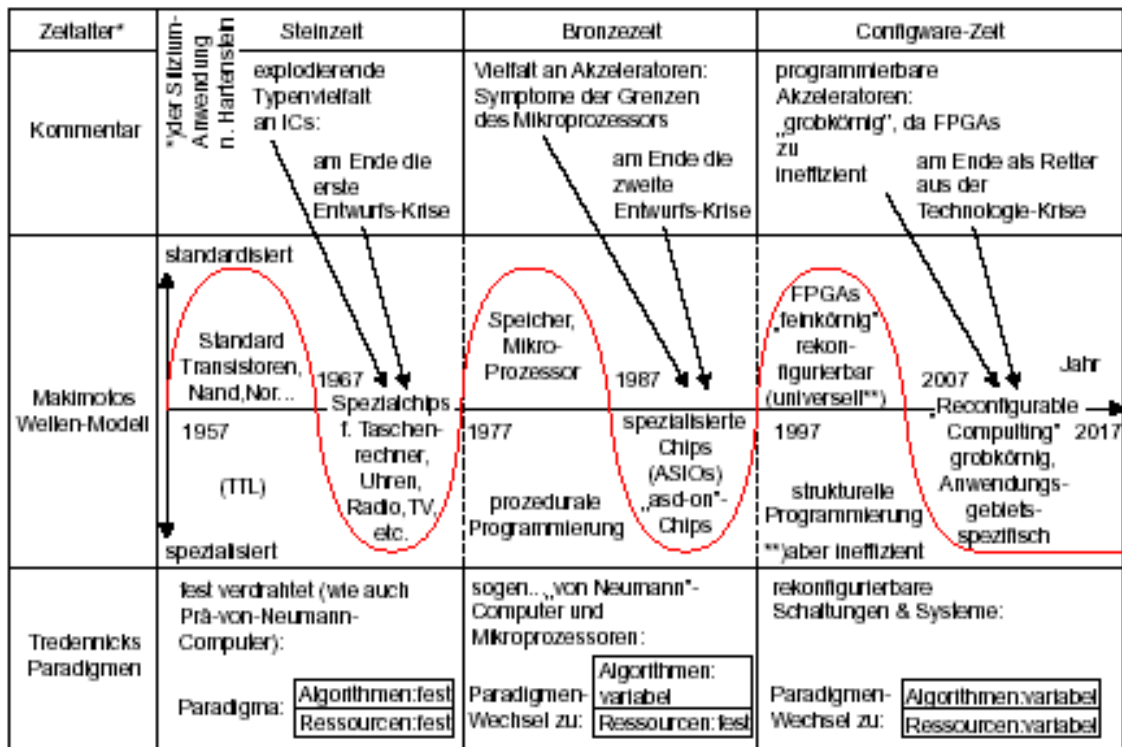 Zeitalter*
Steinzeit
Bronzezeit
Configware-Zeit
Kommentar
*)der Silizium-
Anwendung
n. Hartenstein
explodierende
Typenvielfalt
an ICs:
am Ende die
erste
Entwurfs-Krise
Vielfalt an Akzeleratoren:
Symptome der Grenzen
des Mikroprozessors
am Ende die
zweite
Entwurfs-Krise
programmierbare
Akzeleratoren:
„grobkörnig", da FPGAs
zu
ineffizient
am Ende als Retter
aus der
Technologie-Krise
Makimotos
Wellen-Modell
standardisiert
Standard
Transistoren,
Nand,Nor...
1957
(TTL)
spezialisiert
1967
Spezialchips
f. Taschen-
rechner,
Uhren,
Radio,TV,
etc.
Speicher,
Mikro-
Prozessor
1977
prozedurale
Programmierung
1987
spezialisierte
Chips
(ASIOs)
„asd-on"-
Chips
FPGAs
„feinkörnig"
rekon-
figurierbar
(universell**)
1997
strukturelle
Programmierung
**)aber ineffizient
2007
„Reconfigurable
Compulting"
grobkörnig,
Anwendungs-
gebiets-
spezifisch
Jahr
2017
Tredennicks
Paradigmen
fest verdrahtet (wie auch
Prä-von-Neumann-
Computer):
Paradigma:
Algorithmen:fest
Ressourcen:fest
sogen..„von Neumann"-
Computer und
Mikroprozessoren:
Paradigmen-
Wechsel zu:
Algorithmen:
variabel
Ressourcen:fest
rekonfigurierbare
Schaltungen & Systeme:
Paradigmen-
Wechsel zu:
Algorithmen:variabel
Ressourcen:variabel